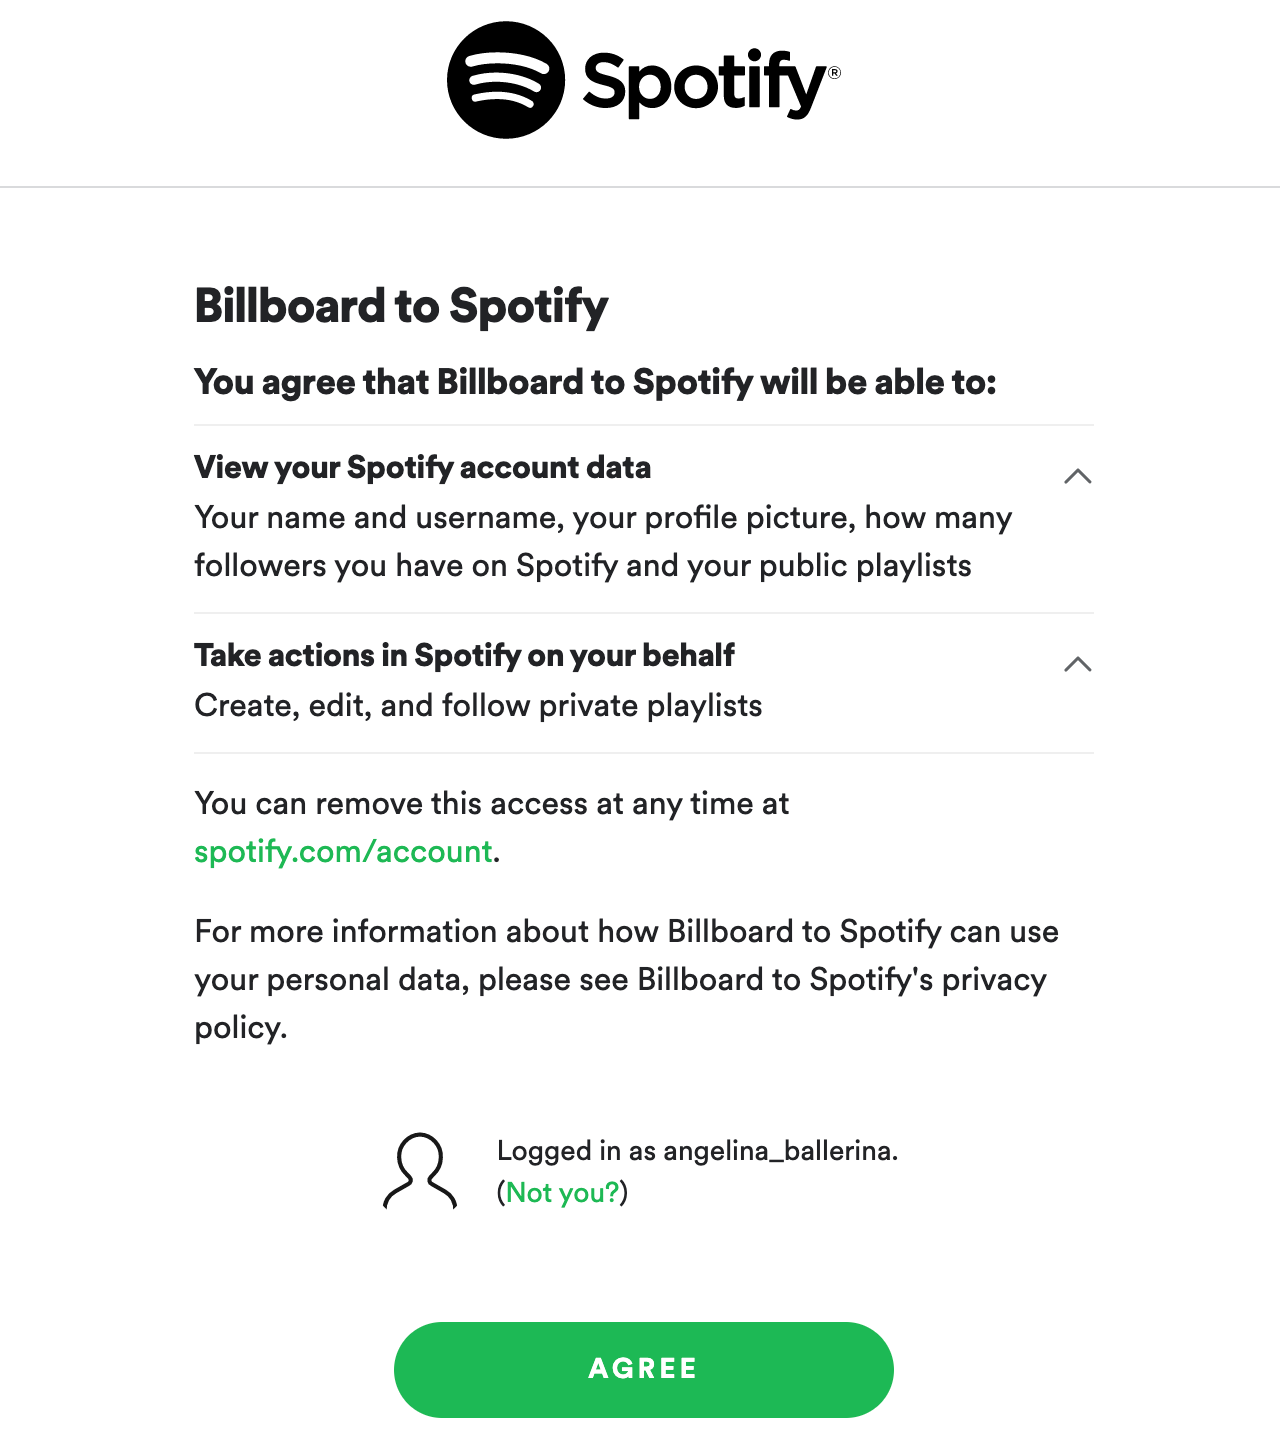 Spotify®
Billboard to Spotify
You agree that Billboard to Spotify will be able to:
View your Spotify account data
Your name and username, your profile picture, how many
followers you have on Spotify and your public playlists
Take actions in Spotify on your behalf
Create, edit, and follow private playlists
You can remove this access at any time at
spotify.com/account.
For more information about how Billboard to Spotify can use
your personal data, please see Billboard to Spotify's privacy
policy.
Logged in as angelina_ballerina.
(Not you?)
AGREE